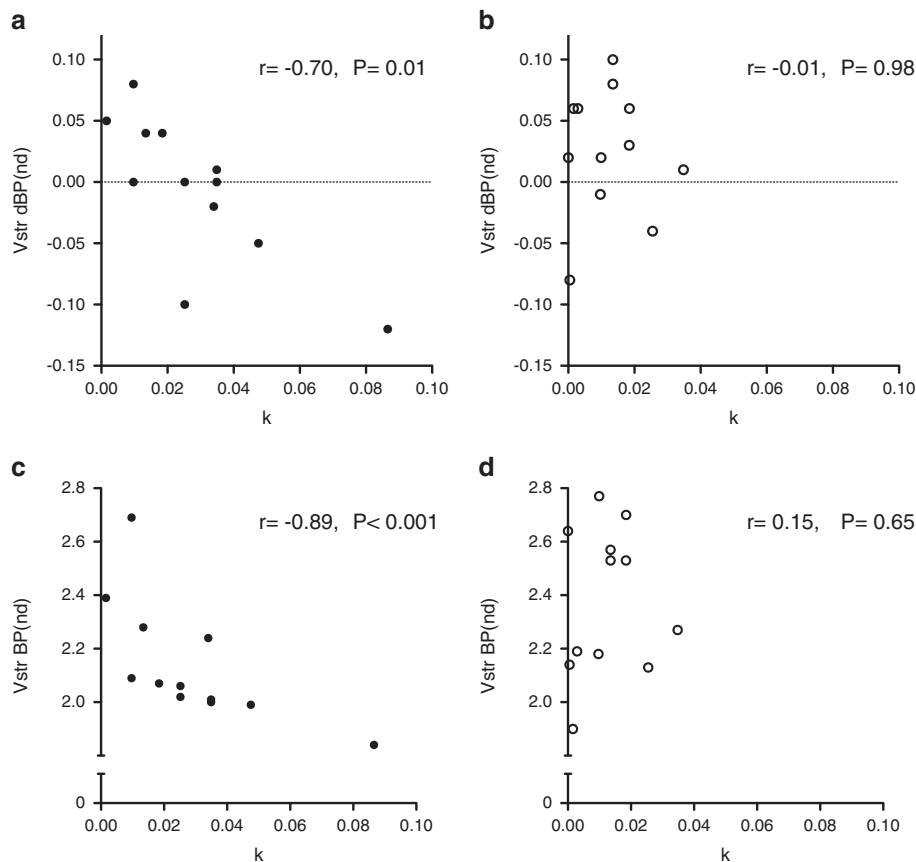 a
r= -0.70, P= 0.01
Vstr dBP(nd)
0.10
0.05
0.00
-0.05
-0.10
-0.15
0.00 0.02 0.04 0.06 0.08 0.10
k
b
r= -0.01, P= 0.98
Vstr dBP(nd)
0.10
0.05
0.00
-0.05
-0.10
-0.15
0.00 0.02 0.04 0.06 0.08 0.10
k
c
r= -0.89, P< 0.001
Vstr BP(nd)
2.8
2.6
2.4
2.2
2.0
0
0.00 0.02 0.04 0.06 0.08 0.10
k
d
r= 0.15, P= 0.65
Vstr BP(nd)
2.8
2.6
2.4
2.2
2.0
0
0.00 0.02 0.04 0.06 0.08 0.10
k